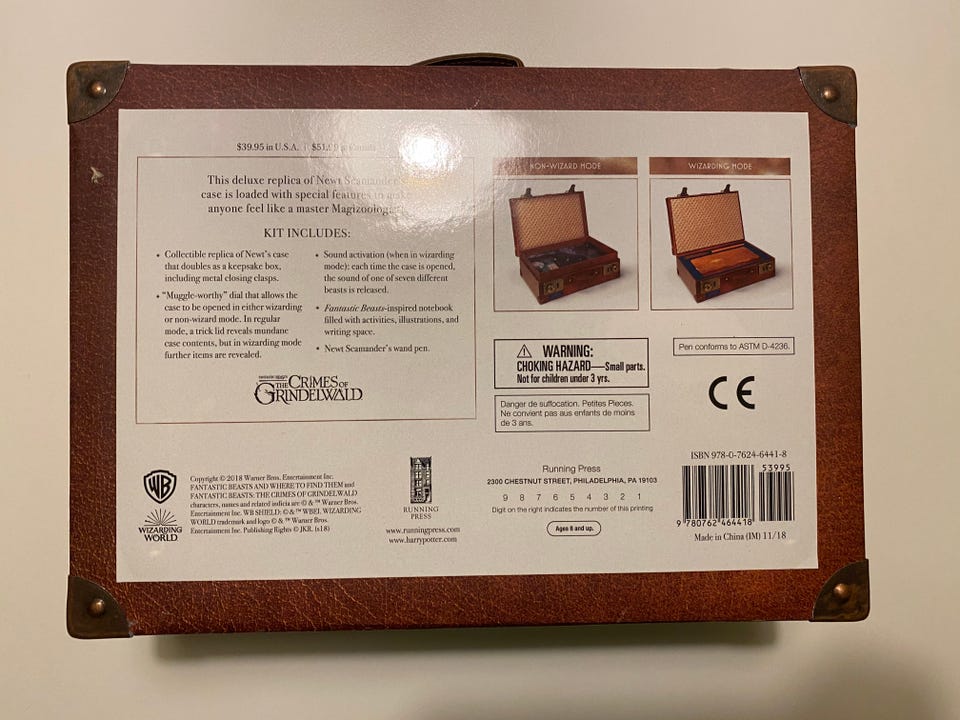 $39.95 in U.S.A.
This deluxe replica of Newt Scamander
case is loaded with special features
anyone feel like a master
KIT INCLUDES:
• Collectible replica of Newt's case
that doubles as a keepsake box,
including metal closing clasps.
• "Muggle-worthy" dial that allows the
case to be opened in either wizarding
or non-wizard mode. In regular
mode, a trick lid reveals mundane
case contents, but in wizarding mode
further items are revealed.
• Sound activation (when in wizarding
mode): each time the case is opened,
the sound of one of seven different
beasts is released.
• Fantastic Beasts-inspired notebook
filled with activities, illustrations, and
writing space.
• Newt Scamander's wand pen.
THE CRIMES OF
GRINDELWALD
NON-WIZARD MODE
WIZARDING MODE
WARNING:
CHOKING HAZARD—Small parts.
Not for children under 3 yrs.
Danger de suffocation. Petites Pieces.
Ne convient pas aux enfants de moins
de 3 ans.
Pen conforms to ASTM D-4236.
CE
WB
WIZARDING
WORLD
Copyright © 2018 Warner Bros. Entertainment Inc.
FANTASTIC BEASTS AND WHERE TO FIND THEM and
FANTASTIC BEASTS: THE CRIMES OF GRINDELWALD
characters, names and related indicia are © & ™ Warner Bros.
Entertainment Inc. WB SHIELD: © & ™ WBEI. WIZARDING
WORLD trademark and logo © & ™ Warner Bros.
Entertainment Inc. Publishing Rights © JKR. (s18)
RUNNING
PRESS
www.runningpress.com
www.harrypotter.com
Running Press
2300 CHESTNUT STREET, PHILADELPHIA, PA 19103
9 8 7 6 5 4 3 2 1
Digit on the right indicates the number of this printing
Ages 8 and up.
ISBN 978-0-7624-6441-8
53995
9 780762 464418
Made in China (IM) 11/18